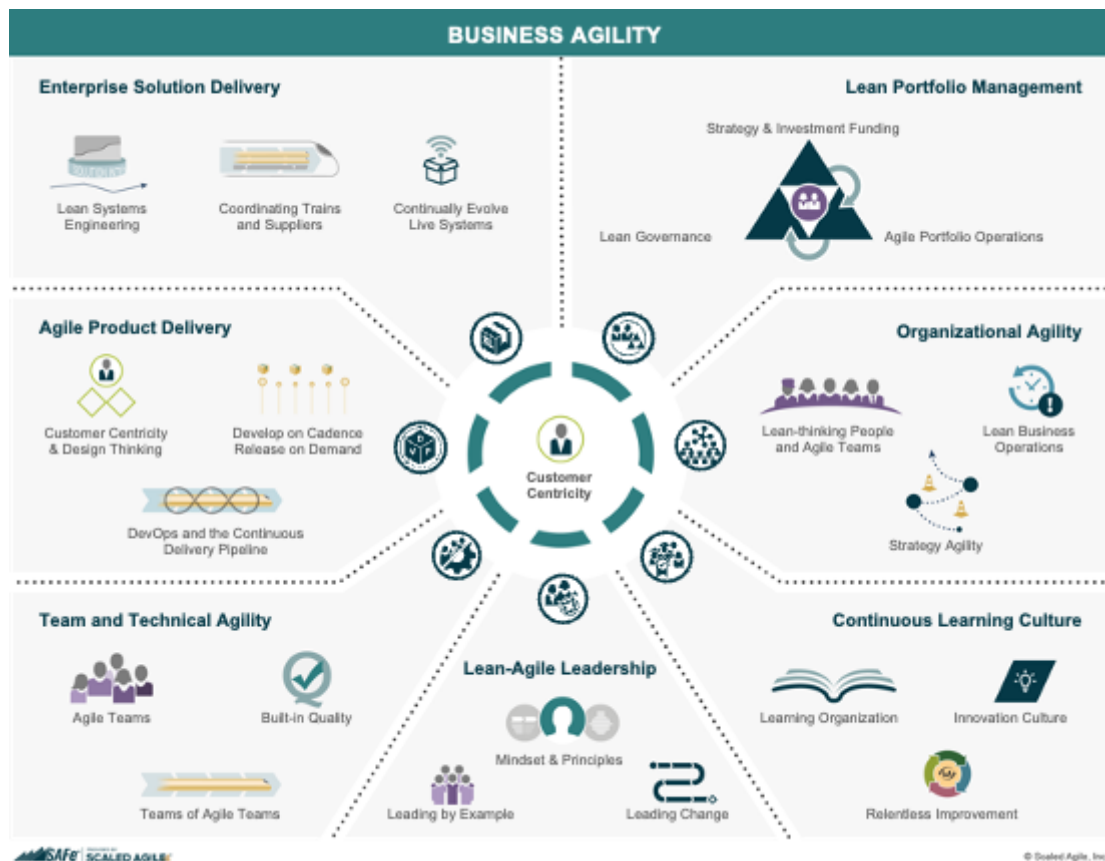 BUSINESS AGILITY
Enterprise Solution Delivery
Lean Systems
Engineering
Coordinating Trains
and Suppliers
Continually Evolve
Live Systems
Lean Portfolio Management
Strategy & Investment Funding
Lean Governance
Agile Portfolio Operations
Agile Product Delivery
Customer Centricity
& Design Thinking
Develop on Cadence
Release on Demand
DevOps and the Continuous
Delivery Pipeline
Customer
Centricity
Organizational Agility
Lean-thinking People
and Agile Teams
Lean Business
Operations
Strategy Agility
Team and Technical Agility
Agile Teams
Built-in Quality
Teams of Agile Teams
Lean-Agile Leadership
Mindset & Principles
Leading by Example
Leading Change
Continuous Learning Culture
Learning Organization
Innovation Culture
Relentless Improvement
SAFe
SCALED AGILE
© Scaled Agile, Inc